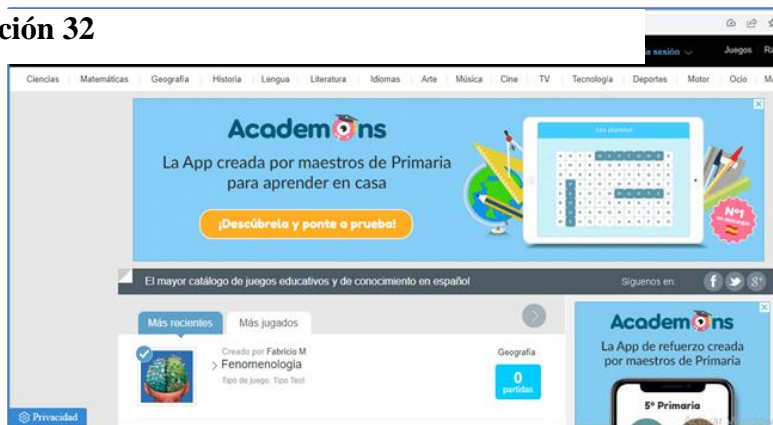 ción 32
a sesión
Juegos
Ciencias Matemáticas Geografía Historia Lengua Literatura Idiomas Arte Música Cine TV Tecnología Deportes Motor Ocio
Academons
La App creada por maestros de Primaria
para aprender en casa
¡Descúbrela y ponte a prueba!
Los planetas
Nº1
en descargas
El mayor catálogo de juegos educativos y de conocimiento en español
Síguenos en:
Más recientes
Más jugados
Creado por Fabricio M
> Fenomenologia
Tipo de juego: Tipo Test
Geografía
0
partidas
Academons
La App de refuerzo creada
por maestros de Primaria
5º Primaria
Privacidad